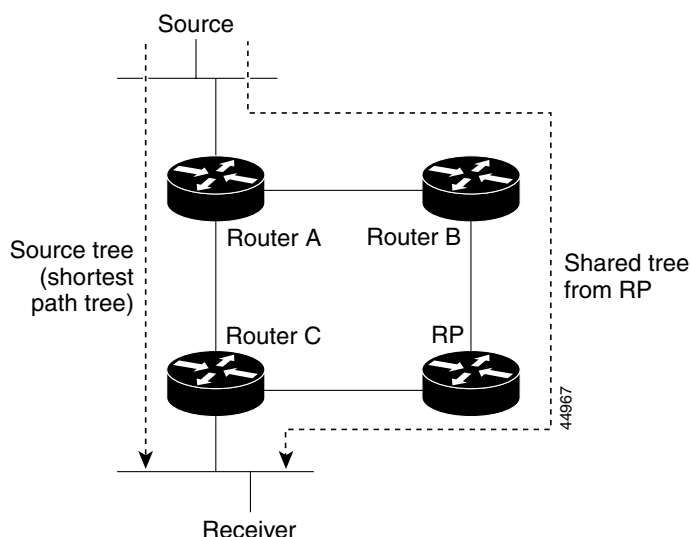 Source
Router A
Router B
Source tree
(shortest
path tree)
Shared tree
from RP
Router C
RP
44967
Receiver